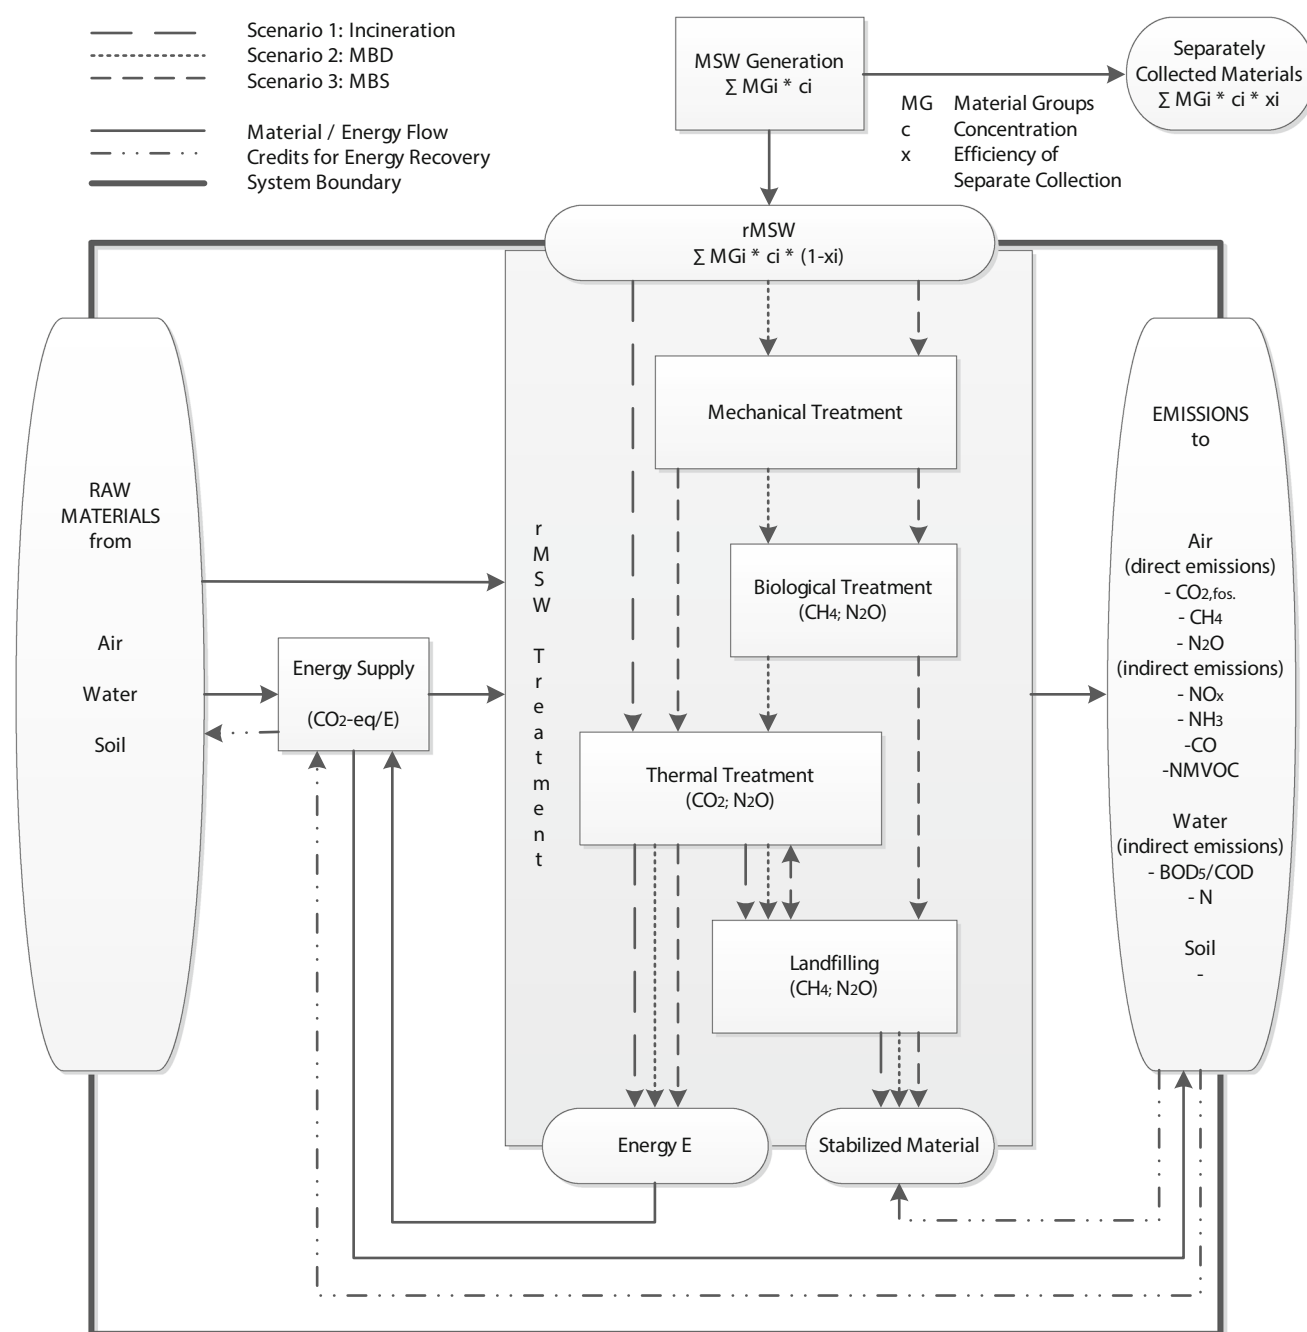 Scenario 1: Incineration
Scenario 2: MBD
Scenario 3: MBS
Material / Energy Flow
Credits for Energy Recovery
System Boundary
MSW Generation
∑ MGi * ci
Separately
Collected Materials
∑ MGi * ci * xi
MG Material Groups
c Concentration
x Efficiency of
Separate Collection
rMSW
∑ MGi * ci * (1-xi)
RAW
MATERIALS
from
Air
Water
Soil
Energy Supply
(CO2-eq/E)
r
M
S
W
T
r
e
a
t
m
e
n
t
Mechanical Treatment
Biological Treatment
(CH4; N2O)
Thermal Treatment
(CO2; N2O)
Landfilling
(CH4; N2O)
Energy E
Stabilized Material
EMISSIONS
to
Air
(direct emissions)
- CO2,fos.
- CH4
- N2O
(indirect emissions)
- NOx
- NH3
-CO
-NMVOC
Water
(indirect emissions)
- BOD5/COD
- N
Soil
-